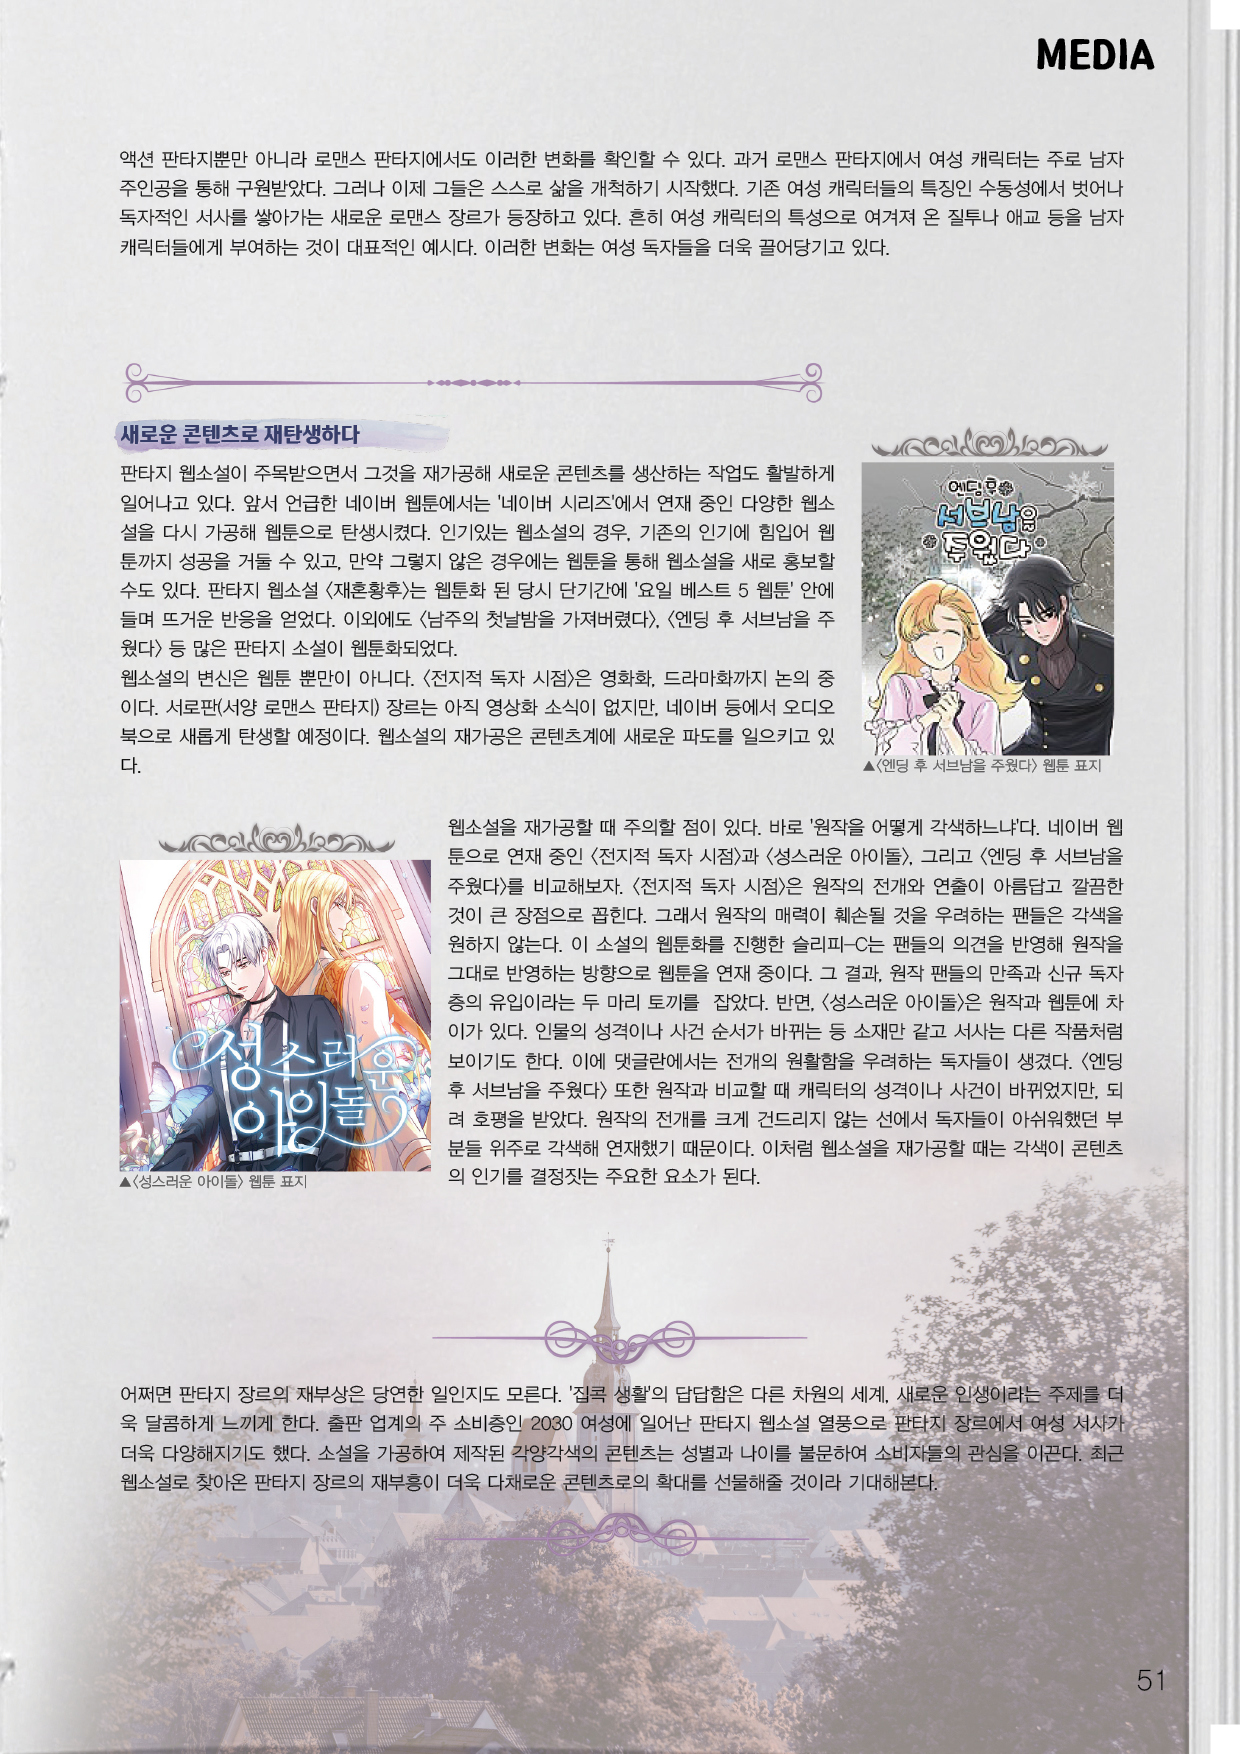 MEDIA
액션 판타지뿐만 아니라 로맨스 판타지에서도 이러한 변화를 확인할 수 있다. 과거 로맨스 판타지에서 여성 캐릭터는 주로 남자
주인공을 통해 구원받았다. 그러나 이제 그들은 스스로 삶을 개척하기 시작했다. 기존 여성 캐릭터들의 특징인 수동성에서 벗어나
독자적인 서사를 쌓아가는 새로운 로맨스 장르가 등장하고 있다. 흔히 여성 캐릭터의 특성으로 여겨져 온 질투나 애교 등을 남자
캐릭터들에게 부여하는 것이 대표적인 예시다. 이러한 변화는 여성 독자들을 더욱 끌어당기고 있다.
새로운 콘텐츠로 재탄생하다
판타지 웹소설이 주목받으면서 그것을 재가공해 새로운 콘텐츠를 생산하는 작업도 활발하게
일어나고 있다. 앞서 언급한 네이버 웹툰에서는 '네이버 시리즈'에서 연재 중인 다양한 웹소
설을 다시 가공해 웹툰으로 탄생시켰다. 인기있는 웹소설의 경우, 기존의 인기에 힘입어 웹
툰까지 성공을 거둘 수 있고, 만약 그렇지 않은 경우에는 웹툰을 통해 웹소설을 새로 홍보할
수도 있다. 판타지 웹소설 〈재혼황후〉는 웹툰화 된 당시 단기간에 '요일 베스트 5 웹툰' 안에
들며 뜨거운 반응을 얻었다. 이외에도 〈남주의 첫날밤을 가져버렸다〉, 〈엔딩 후 서브남을 주
웠다〉 등 많은 판타지 소설이 웹툰화되었다.
웹소설의 변신은 웹툰 뿐만이 아니다. 〈전지적 독자 시점〉은 영화화, 드라마화까지 논의 중
이다. 서로판(서양 로맨스 판타지) 장르는 아직 영상화 소식이 없지만, 네이버 등에서 오디오
북으로 새롭게 탄생할 예정이다. 웹소설의 재가공은 콘텐츠계에 새로운 파도를 일으키고 있
다.
엔딩 후
서브남을
주웠다
▲〈엔딩 후 서브남을 주웠다〉 웹툰 표지
웹소설을 재가공할 때 주의할 점이 있다. 바로 '원작을 어떻게 각색하느냐'다. 네이버 웹
툰으로 연재 중인 〈전지적 독자 시점〉과 〈성스러운 아이돌〉, 그리고 〈엔딩 후 서브남을
주웠다〉를 비교해보자. 〈전지적 독자 시점〉은 원작의 전개와 연출이 아름답고 깔끔한
것이 큰 장점으로 꼽힌다. 그래서 원작의 매력이 훼손될 것을 우려하는 팬들은 각색을
원하지 않는다. 이 소설의 웹툰화를 진행한 슬리피-C는 팬들의 의견을 반영해 원작을
그대로 반영하는 방향으로 웹툰을 연재 중이다. 그 결과, 원작 팬들의 만족과 신규 독자
층의 유입이라는 두 마리 토끼를 잡았다. 반면, 〈성스러운 아이돌〉은 원작과 웹툰에 차
이가 있다. 인물의 성격이나 사건 순서가 바뀌는 등 소재만 같고 서사는 다른 작품처럼
보이기도 한다. 이에 댓글란에서는 전개의 원활함을 우려하는 독자들이 생겼다. 〈엔딩
후 서브남을 주웠다〉 또한 원작과 비교할 때 캐릭터의 성격이나 사건이 바뀌었지만, 되
려 호평을 받았다. 원작의 전개를 크게 건드리지 않는 선에서 독자들이 아쉬워했던 부
분들 위주로 각색해 연재했기 때문이다. 이처럼 웹소설을 재가공할 때는 각색이 콘텐츠
의 인기를 결정짓는 주요한 요소가 된다.
성스러운
아이돌
▲〈성스러운 아이돌〉 웹툰 표지
어쩌면 판타지 장르의 재부상은 당연한 일인지도 모른다. '집콕 생활'의 답답함은 다른 차원의 세계, 새로운 인생이라는 주제를 더
욱 달콤하게 느끼게 한다. 출판 업계의 주 소비층인 2030 여성에 일어난 판타지 웹소설 열풍으로 판타지 장르에서 여성 서사가
더욱 다양해지기도 했다. 소설을 가공하여 제작된 각양각색의 콘텐츠는 성별과 나이를 불문하여 소비자들의 관심을 이끈다. 최근
웹소설로 찾아온 판타지 장르의 재부흥이 더욱 다채로운 콘텐츠로의 확대를 선물해줄 것이라 기대해본다.
51